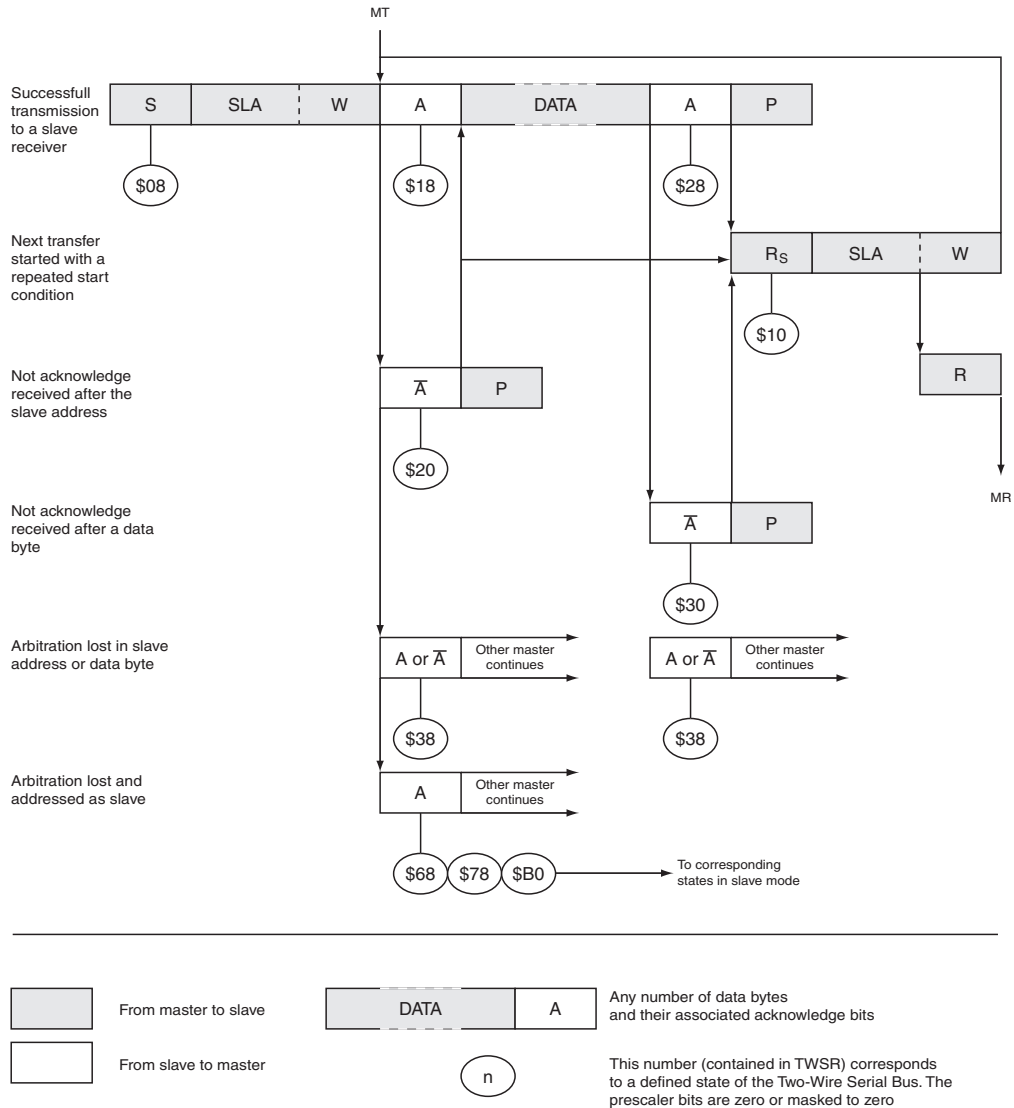 MT
Successfull
transmission
to a slave
receiver
S SLA W A DATA A P
$08 $18 $28
Next transfer
started with a
repeated start
condition
RS SLA W
$10
Not acknowledge
received after the
slave address
A̅ P
R
$20
MR
Not acknowledge
received after a data
byte
A̅ P
$30
Arbitration lost in slave
address or data byte
A or A̅ Other master
continues
A or A̅ Other master
continues
$38 $38
Arbitration lost and
addressed as slave
A Other master
continues
$68 $78 $B0
To corresponding
states in slave mode
From master to slave
DATA A
Any number of data bytes
and their associated acknowledge bits
From slave to master
n
This number (contained in TWSR) corresponds
to a defined state of the Two-Wire Serial Bus. The
prescaler bits are zero or masked to zero